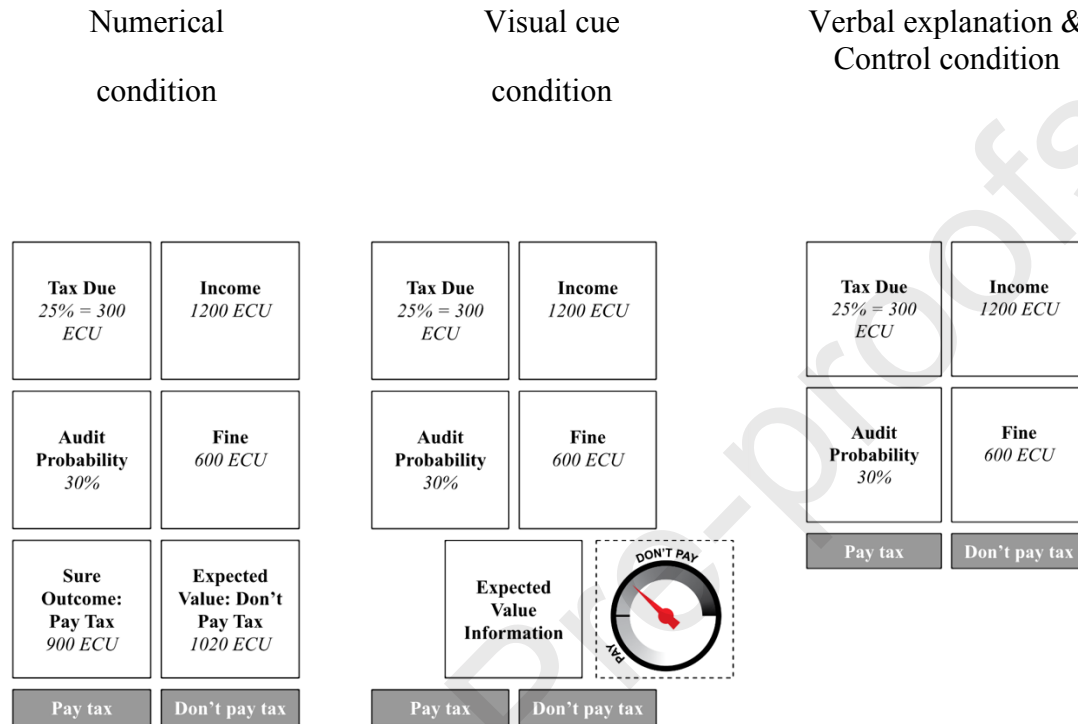 Numerical
condition
Visual cue
condition
Verbal explanation &
Control condition
Tax Due
25% = 300
ECU
Income
1200 ECU
Audit
Probability
30%
Fine
600 ECU
Sure
Outcome:
Pay Tax
900 ECU
Expected
Value: Don't
Pay Tax
1020 ECU
Pay tax
Don't pay tax
Tax Due
25% = 300
ECU
Income
1200 ECU
Audit
Probability
30%
Fine
600 ECU
Expected
Value
Information
DON'T PAY
PAY
Pay tax
Don't pay tax
Tax Due
25% = 300
ECU
Income
1200 ECU
Audit
Probability
30%
Fine
600 ECU
Pay tax
Don't pay tax
Pre-proofs